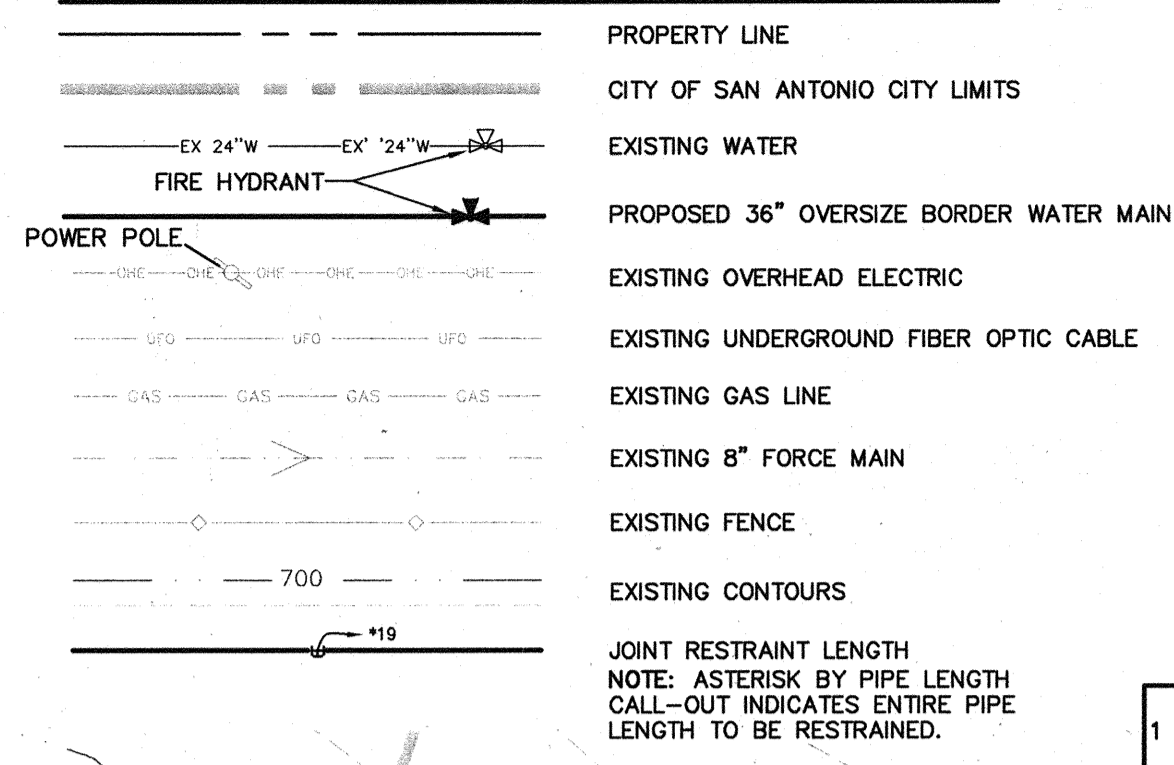 PROPERTY LINE
CITY OF SAN ANTONIO CITY LIMITS
EX 24"W EX' '24"W EXISTING WATER
FIRE HYDRANT
PROPOSED 36" OVERSIZE BORDER WATER MAIN
POWER POLE
OHE OHE OHE OHE OHE OHE EXISTING OVERHEAD ELECTRIC
UFO UFO UFO EXISTING UNDERGROUND FIBER OPTIC CABLE
GAS GAS GAS GAS EXISTING GAS LINE
EXISTING 8" FORCE MAIN
EXISTING FENCE
700 EXISTING CONTOURS
*19
JOINT RESTRAINT LENGTH
NOTE: ASTERISK BY PIPE LENGTH
CALL-OUT INDICATES ENTIRE PIPE
LENGTH TO BE RESTRAINED.
1